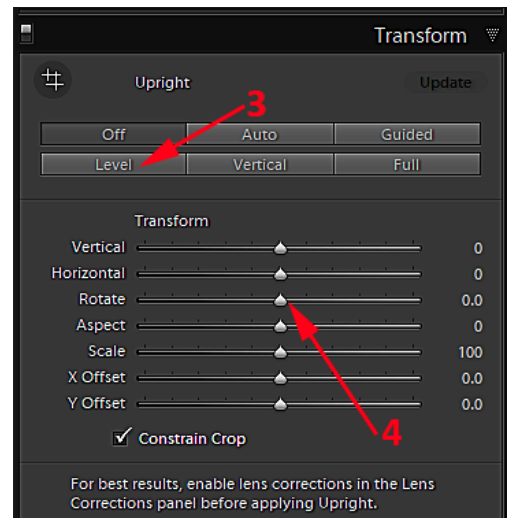 Transform
Upright
Update
3
Off Auto Guided
Level Vertical Full
Transform
Vertical 0
Horizontal 0
Rotate 0.0
Aspect 0
Scale 100
X Offset 0.0
Y Offset 0.0
4
Constrain Crop
For best results, enable lens corrections in the Lens
Corrections panel before applying Upright.